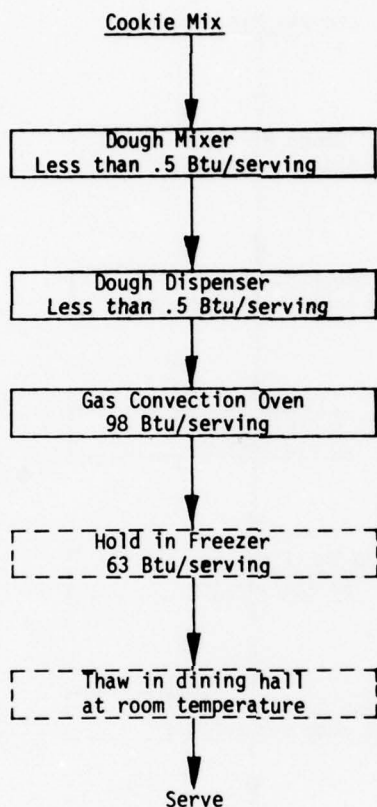 Cookie Mix
Dough Mixer
Less than .5 Btu/serving
Dough Dispenser
Less than .5 Btu/serving
Gas Convection Oven
98 Btu/serving
Hold in Freezer
63 Btu/serving
Thaw in dining hall
at room temperature
Serve